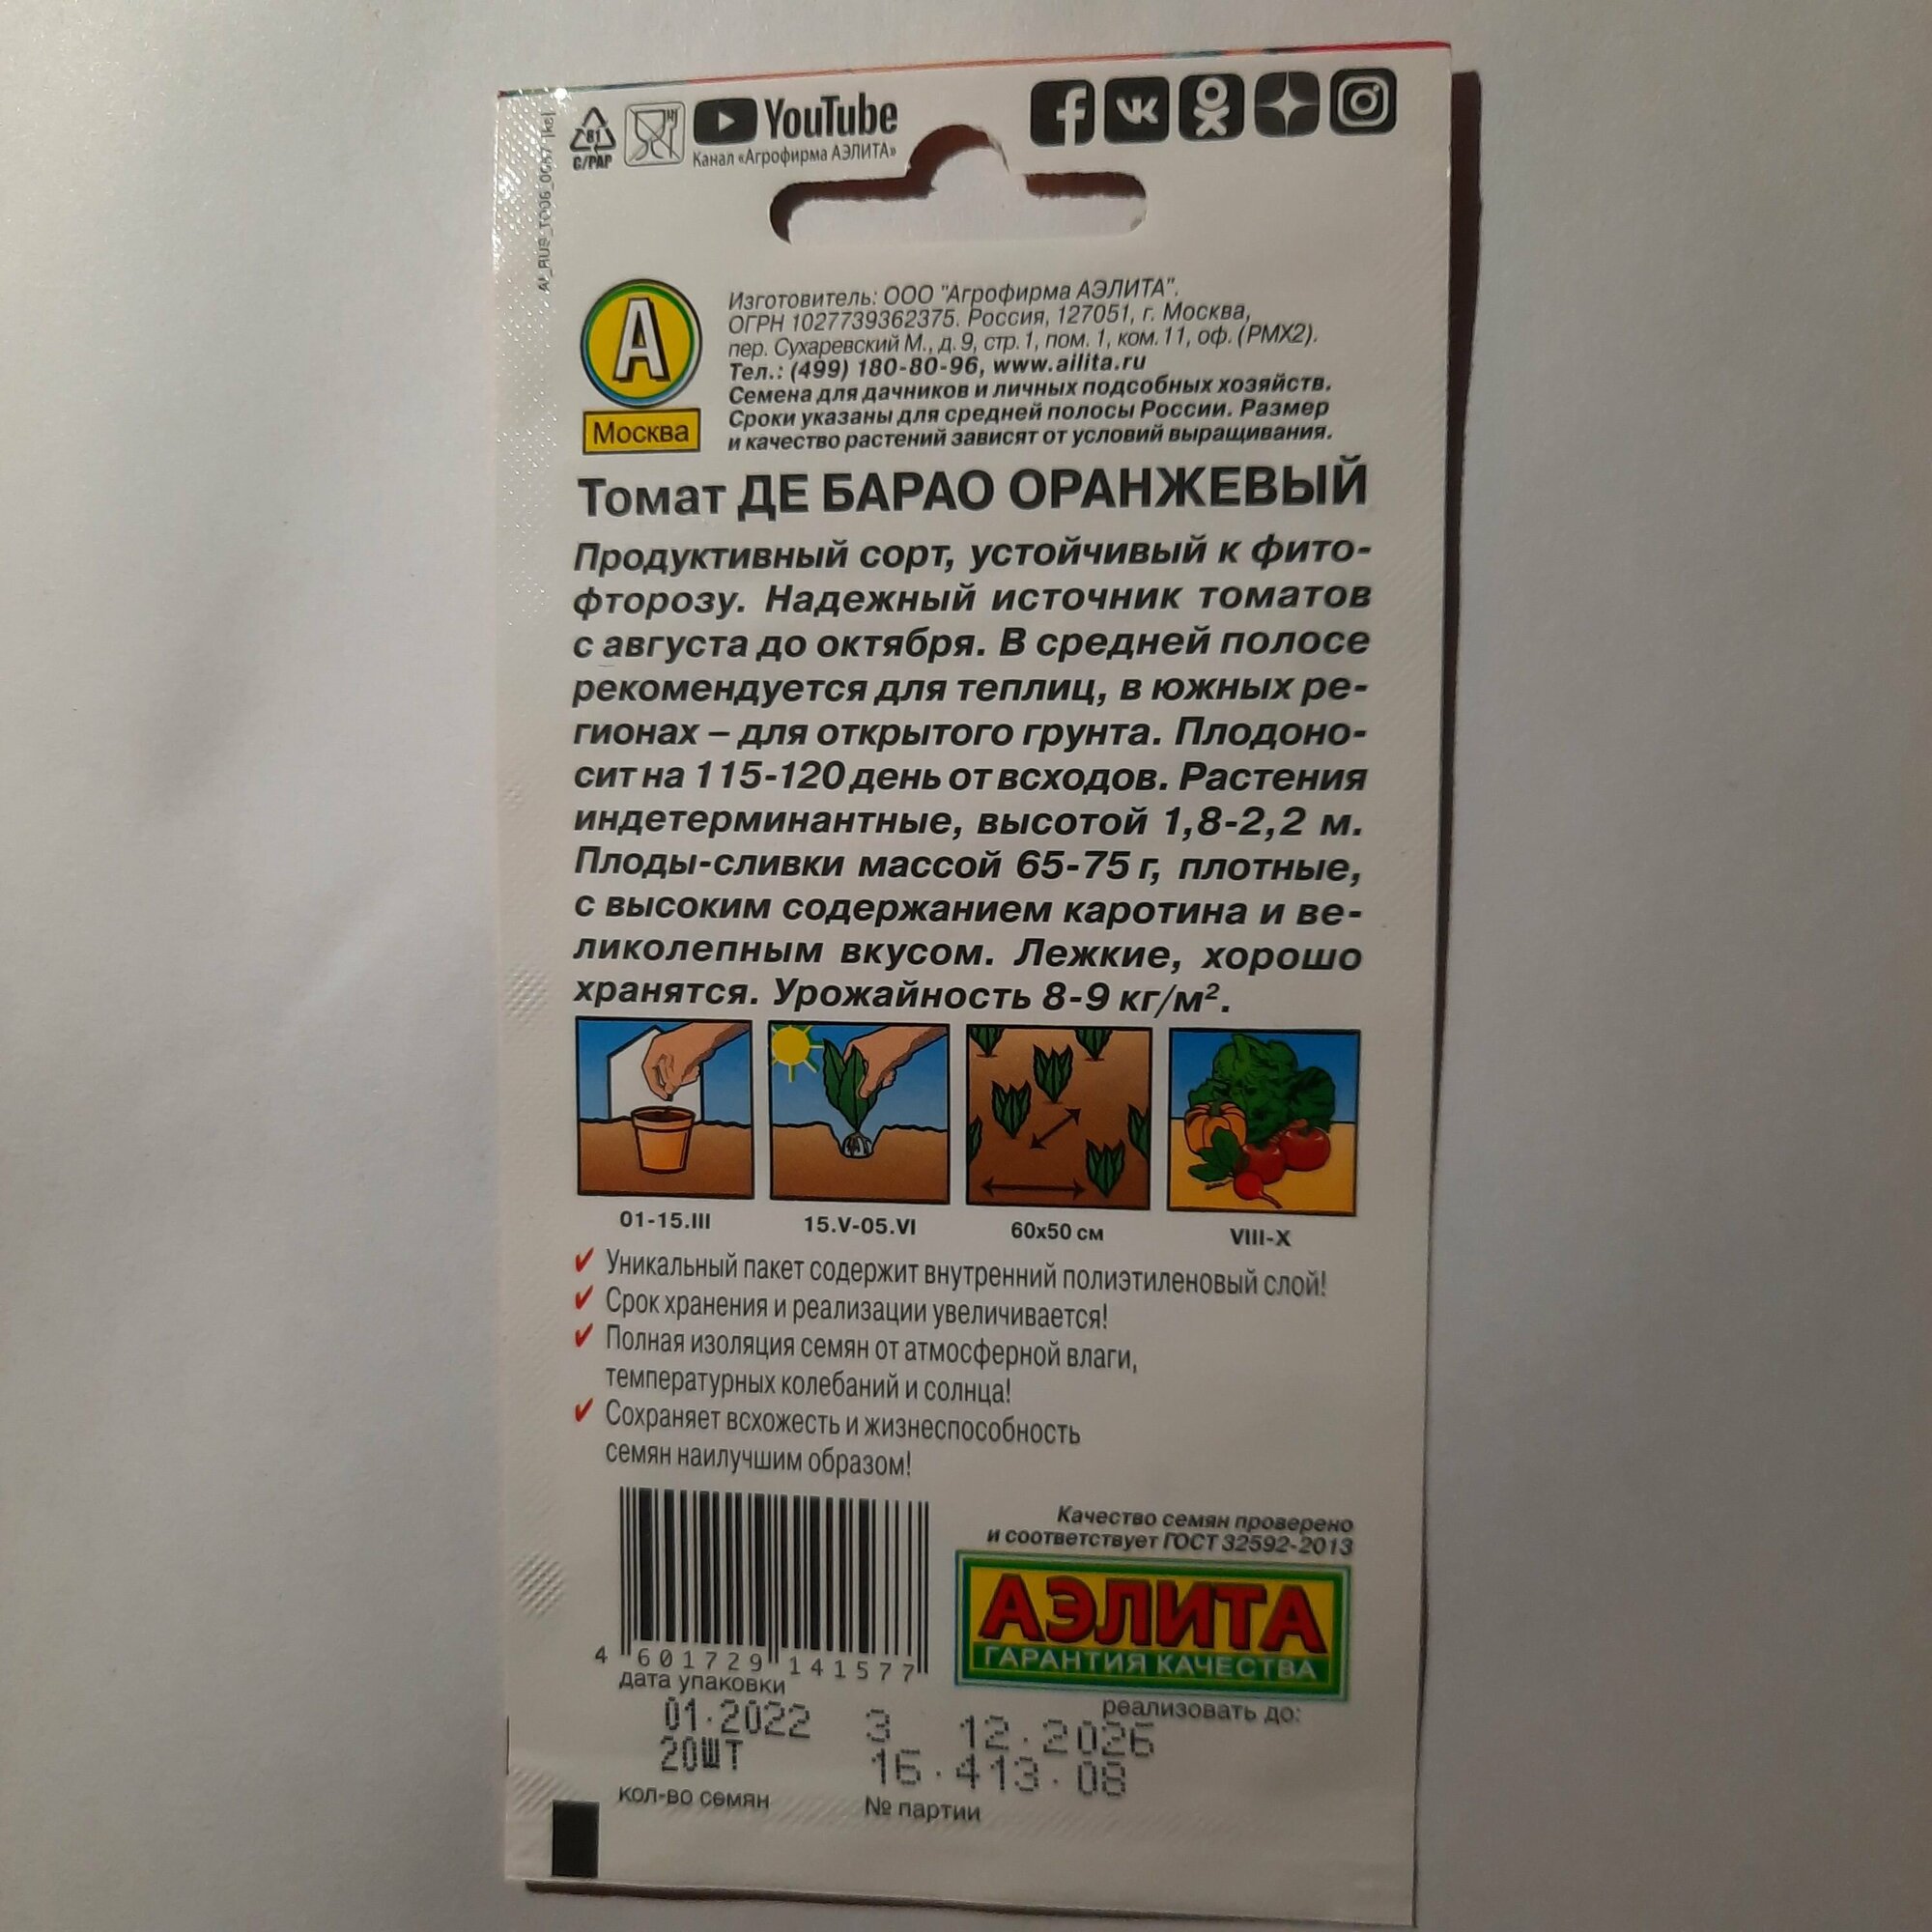 81
C/PAP
YouTube
Канал «Агрофирма АЭЛИТА»
А
Москва
Изготовитель: ООО "Агрофирма АЭЛИТА".
ОГРН 1027739362375. Россия, 127051, г. Москва,
пер. Сухаревский М., д. 9, стр. 1, пом. 1, ком. 11, оф. (РМХ2).
Тел.: (499) 180-80-96, www.ailita.ru
Семена для дачников и личных подсобных хозяйств.
Сроки указаны для средней полосы России. Размер
и качество растений зависят от условий выращивания.
Томат ДЕ БАРАО ОРАНЖЕВЫЙ
Продуктивный сорт, устойчивый к фито-
фторозу. Надежный источник томатов
с августа до октября. В средней полосе
рекомендуется для теплиц, в южных ре-
гионах – для открытого грунта. Плодоно-
сит на 115-120 день от всходов. Растения
индетерминантные, высотой 1,8-2,2 м.
Плоды-сливки массой 65-75 г, плотные,
с высоким содержанием каротина и ве-
ликолепным вкусом. Лежкие, хорошо
хранятся. Урожайность 8-9 кг/м².
01-15.III 15.V-05.VI 60x50 см VIII-X
Уникальный пакет содержит внутренний полиэтиленовый слой!
Срок хранения и реализации увеличивается!
Полная изоляция семян от атмосферной влаги,
температурных колебаний и солнца!
Сохраняет всхожесть и жизнеспособность
семян наилучшим образом!
Качество семян проверено
и соответствует ГОСТ 32592-2013
АЭЛИТА
ГАРАНТИЯ КАЧЕСТВА
4 601729 141577
дата упаковки
реализовать до:
01.2022 3 12.2026
20ШТ 16.413.08
кол-во семян № партии